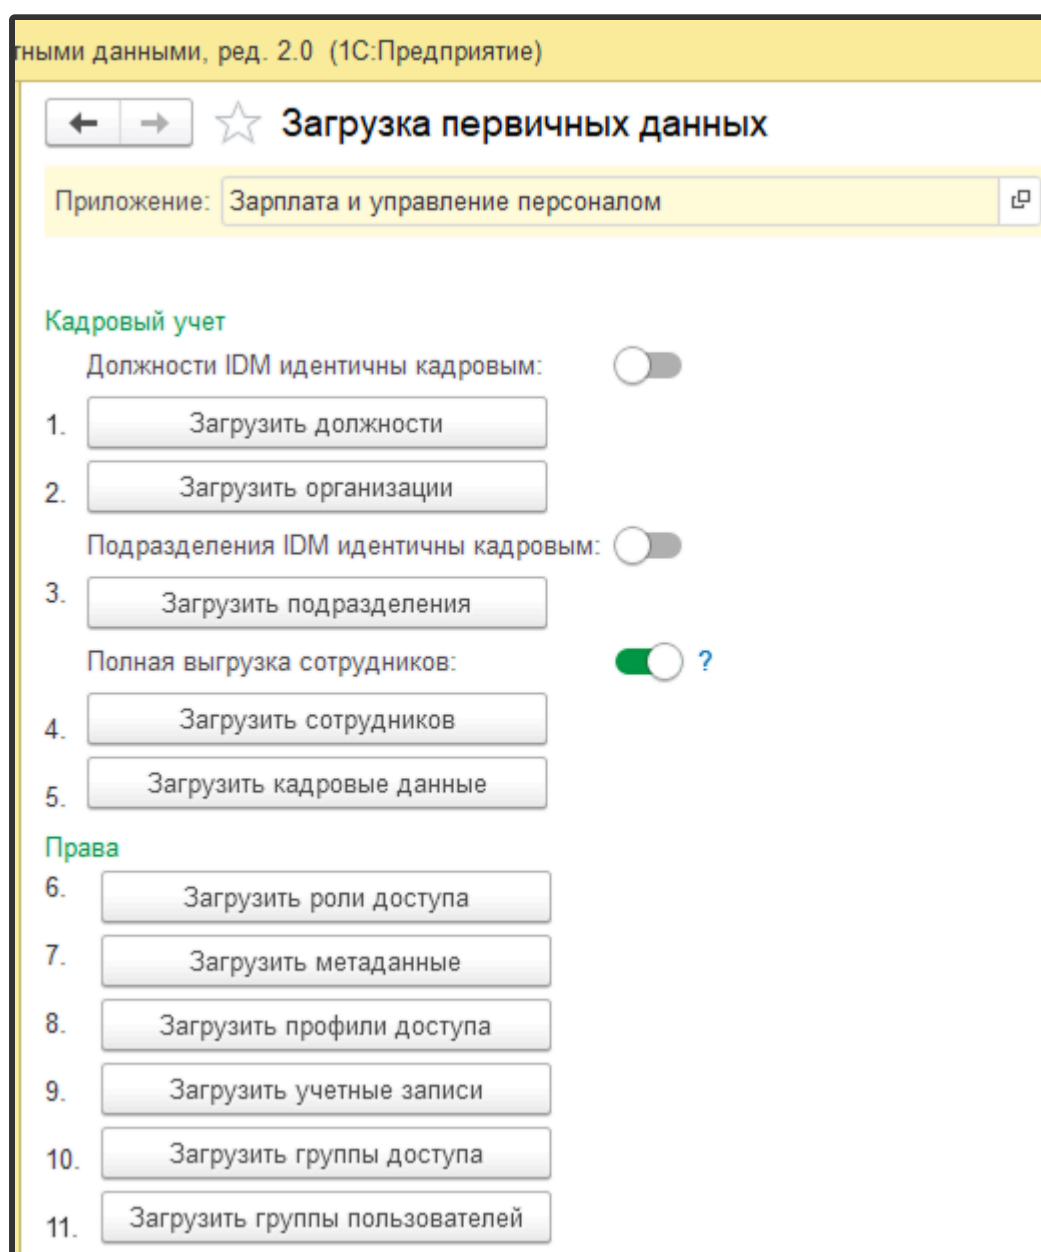 тными данными, ред. 2.0 (1С:Предприятие)
Загрузка первичных данных
Приложение: Зарплата и управление персоналом
Кадровый учет
Должности IDM идентичны кадровым:
1. Загрузить должности
2. Загрузить организации
Подразделения IDM идентичны кадровым:
3. Загрузить подразделения
Полная выгрузка сотрудников: ?
4. Загрузить сотрудников
5. Загрузить кадровые данные
Права
6. Загрузить роли доступа
7. Загрузить метаданные
8. Загрузить профили доступа
9. Загрузить учетные записи
10. Загрузить группы доступа
11. Загрузить группы пользователей